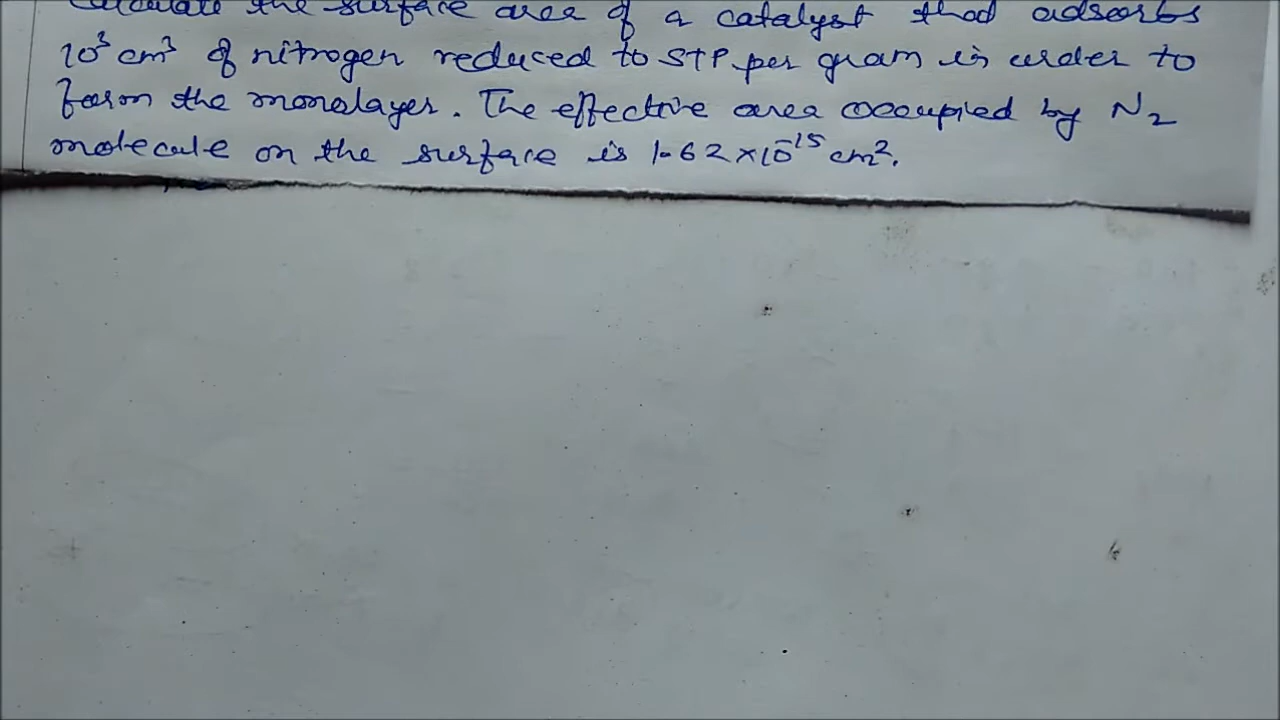 Calculate the surface area of a catalyst that adsorbs
10³ cm³ of nitrogen reduced to STP per gram in order to
form the monolayer. The effective area occupied by N₂
molecule on the surface is 1.62×10⁻¹⁵ cm².